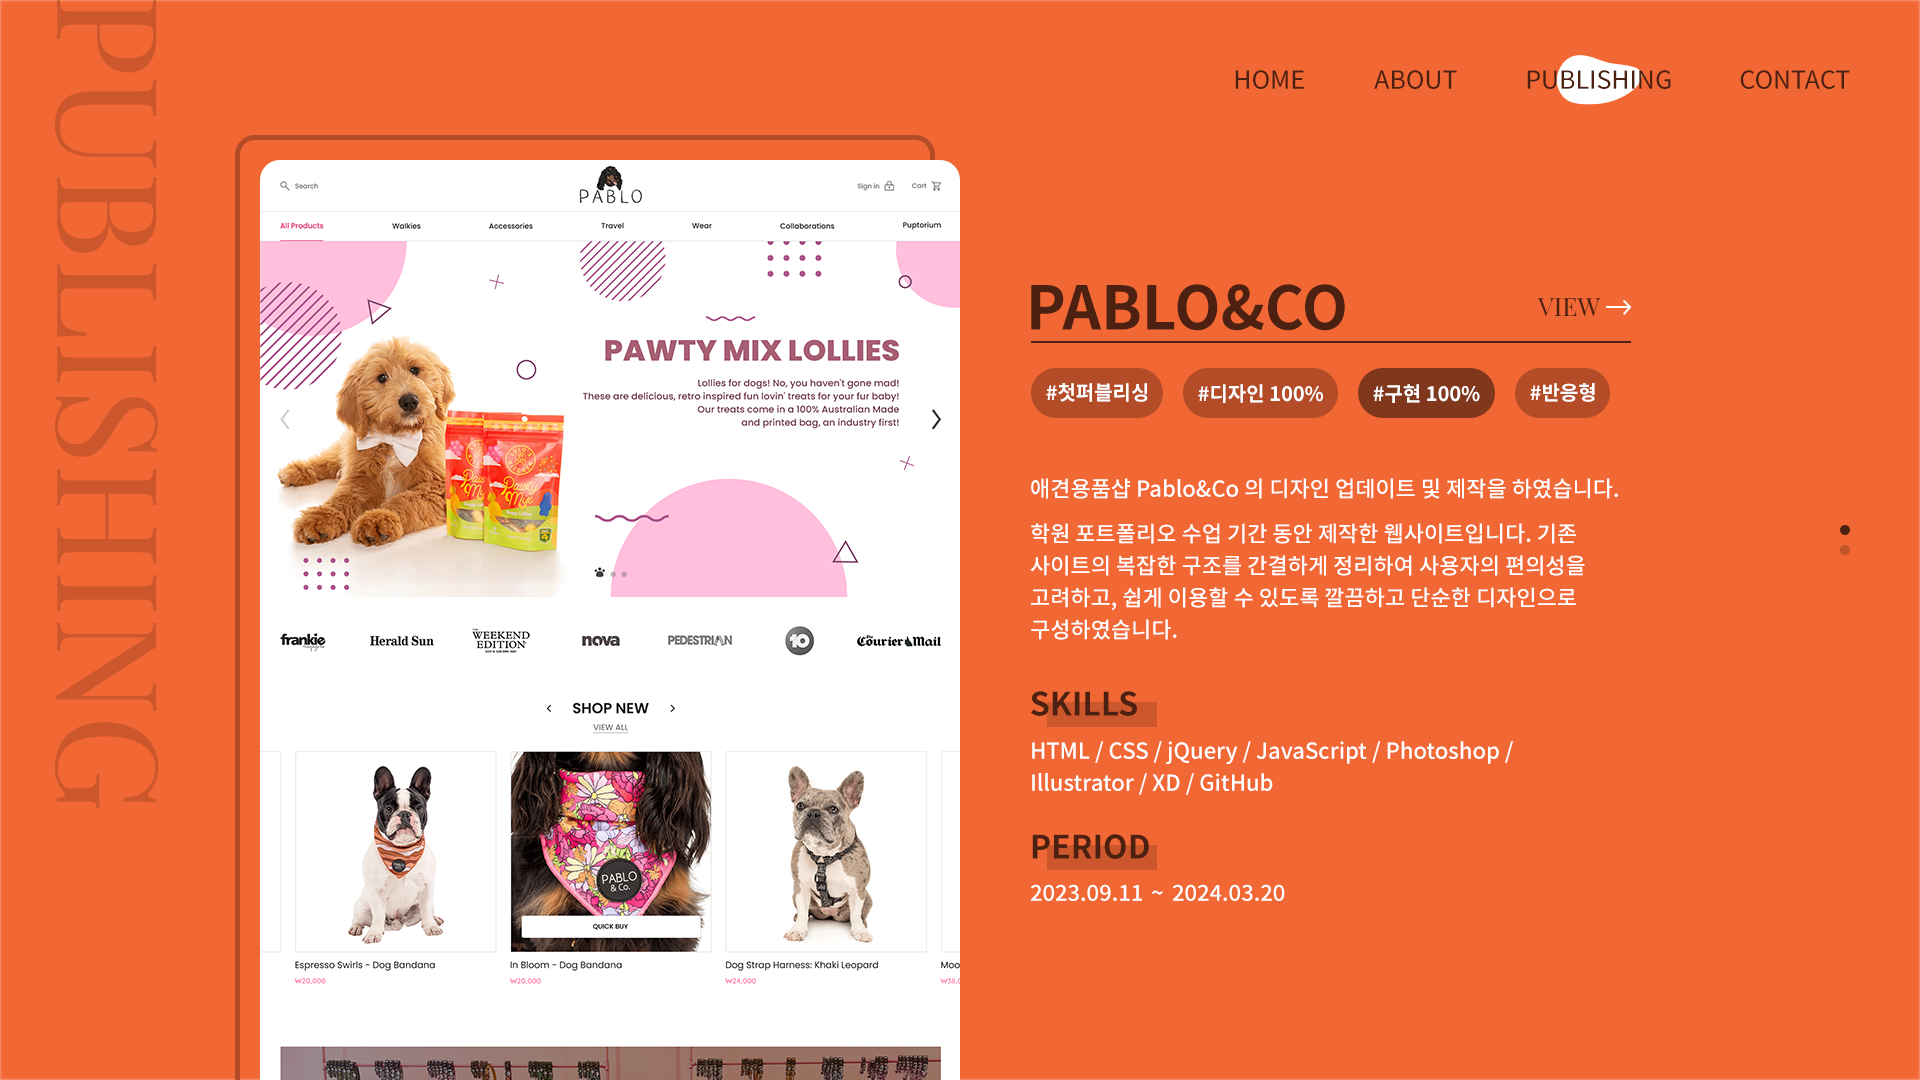 PUBLISHING
HOME
ABOUT
PUBLISHING
CONTACT
Search
PABLO
Sign in
Cart
All Products
Walkies
Accessories
Travel
Wear
Collaborations
Puptorium
PAWTY MIX LOLLIES
Lollies for dogs! No, you haven't gone mad!
These are delicious, retro inspired fun lovin' treats for your fur baby!
Our treats come in a 100% Australian Made
and printed bag, an industry first!
Pawty
Mix
frankie
magazine
Herald Sun
THE
WEEKEND
EDITION
nova
PEDESTRIAN
10
The
Courier Mail
SHOP NEW
VIEW ALL
PABLO
& Co.
QUICK BUY
Espresso Swirls - Dog Bandana
₩20,000
In Bloom - Dog Bandana
₩20,000
Dog Strap Harness: Khaki Leopard
₩24,000
Moo
₩38,0
PABLO&CO
VIEW
#첫퍼블리싱
#디자인 100%
#구현 100%
#반응형
애견용품샵 Pablo&Co 의 디자인 업데이트 및 제작을 하였습니다.
학원 포트폴리오 수업 기간 동안 제작한 웹사이트입니다. 기존
사이트의 복잡한 구조를 간결하게 정리하여 사용자의 편의성을
고려하고, 쉽게 이용할 수 있도록 깔끔하고 단순한 디자인으로
구성하였습니다.
SKILLS
HTML / CSS / jQuery / JavaScript / Photoshop /
Illustrator / XD / GitHub
PERIOD
2023.09.11 ~ 2024.03.20